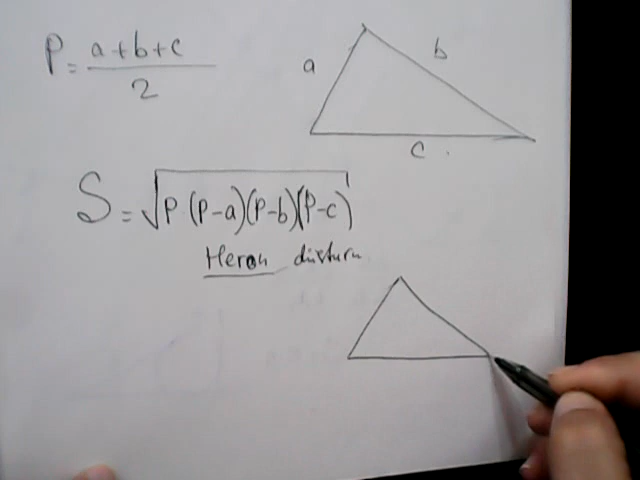 P = a+b+c / 2
a
b
c
S = √P(P-a)(P-b)(P-c)
Heron düsturu